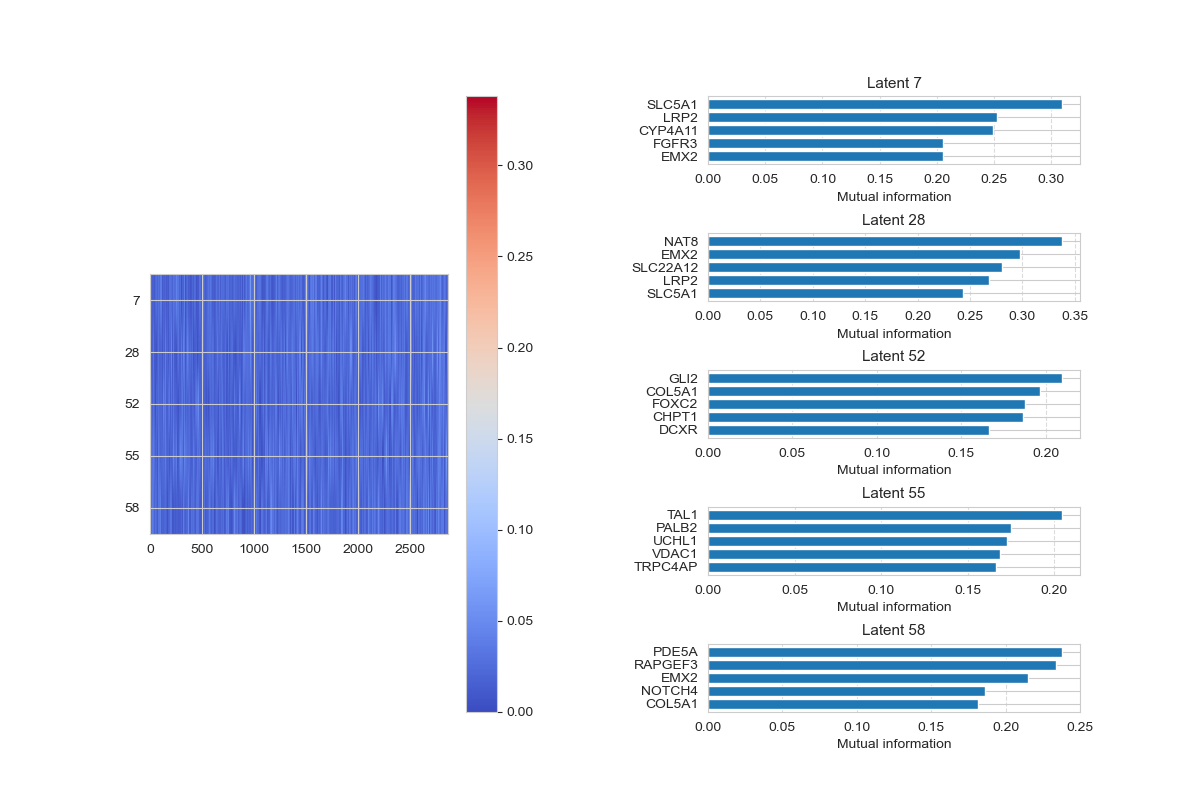 7
28
52
55
58
0 500 1000 1500 2000 2500
0.30
0.25
0.20
0.15
0.10
0.05
0.00
Latent 7
SLC5A1
LRP2
CYP4A11
FGFR3
EMX2
0.00 0.05 0.10 0.15 0.20 0.25 0.30
Mutual information
Latent 28
NAT8
EMX2
SLC22A12
LRP2
SLC5A1
0.00 0.05 0.10 0.15 0.20 0.25 0.30 0.35
Mutual information
Latent 52
GLI2
COL5A1
FOXC2
CHPT1
DCXR
0.00 0.05 0.10 0.15 0.20
Mutual information
Latent 55
TAL1
PALB2
UCHL1
VDAC1
TRPC4AP
0.00 0.05 0.10 0.15 0.20
Mutual information
Latent 58
PDE5A
RAPGEF3
EMX2
NOTCH4
COL5A1
0.00 0.05 0.10 0.15 0.20 0.25
Mutual information